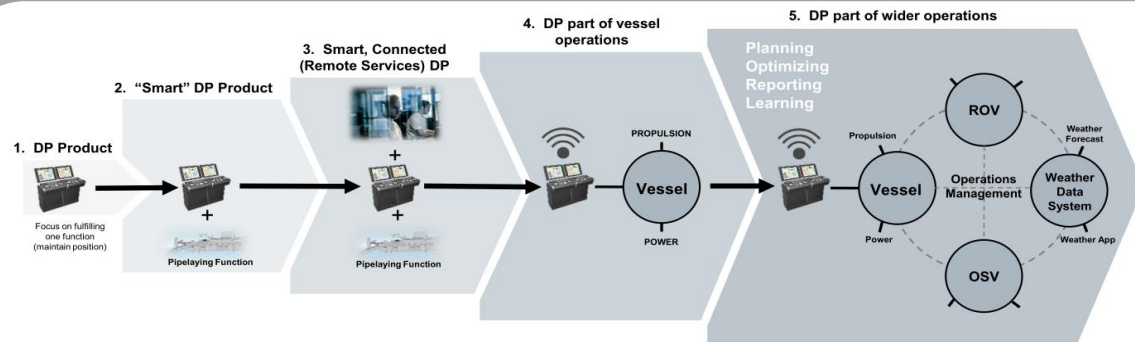 1. DP Product
Focus on fulfilling
one function
(maintain position)
2. “Smart” DP Product
+
Pipelaying Function
3. Smart, Connected
(Remote Services) DP
+
+
Pipelaying Function
4. DP part of vessel
operations
PROPULSION
Vessel
POWER
5. DP part of wider operations
Planning
Optimizing
Reporting
Learning
Propulsion
Vessel
Power
ROV
Operations
Management
OSV
Weather
Forecast
Weather
Data
System
Weather App